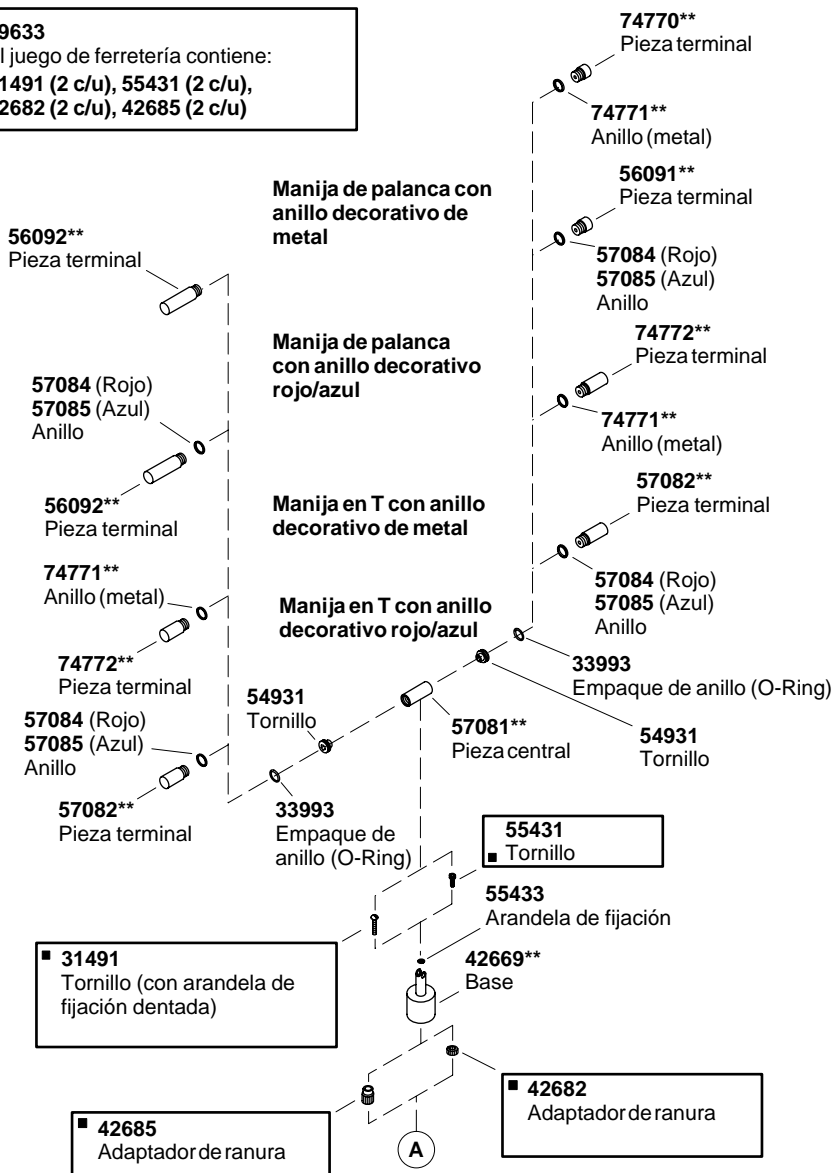 9633
l juego de ferretería contiene:
1491 (2 c/u), 55431 (2 c/u),
2682 (2 c/u), 42685 (2 c/u)
74770**
Pieza terminal
74771**
Anillo (metal)
Manija de palanca con
anillo decorativo de
metal
56091**
Pieza terminal
56092**
Pieza terminal
57084 (Rojo)
57085 (Azul)
Anillo
Manija de palanca
con anillo decorativo
rojo/azul
74772**
Pieza terminal
57084 (Rojo)
57085 (Azul)
Anillo
74771**
Anillo (metal)
56092**
Pieza terminal
Manija en T con anillo
decorativo de metal
57082**
Pieza terminal
74771**
Anillo (metal)
57084 (Rojo)
57085 (Azul)
Anillo
Manija en T con anillo
decorativo rojo/azul
74772**
Pieza terminal
33993
Empaque de anillo (O-Ring)
54931
Tornillo
57081**
Pieza central
54931
Tornillo
57084 (Rojo)
57085 (Azul)
Anillo
57082**
Pieza terminal
33993
Empaque de
anillo (O-Ring)
55431
Tornillo
55433
Arandela de fijación
31491
Tornillo (con arandela de
fijación dentada)
42669**
Base
42682
Adaptador de ranura
42685
Adaptador de ranura
A